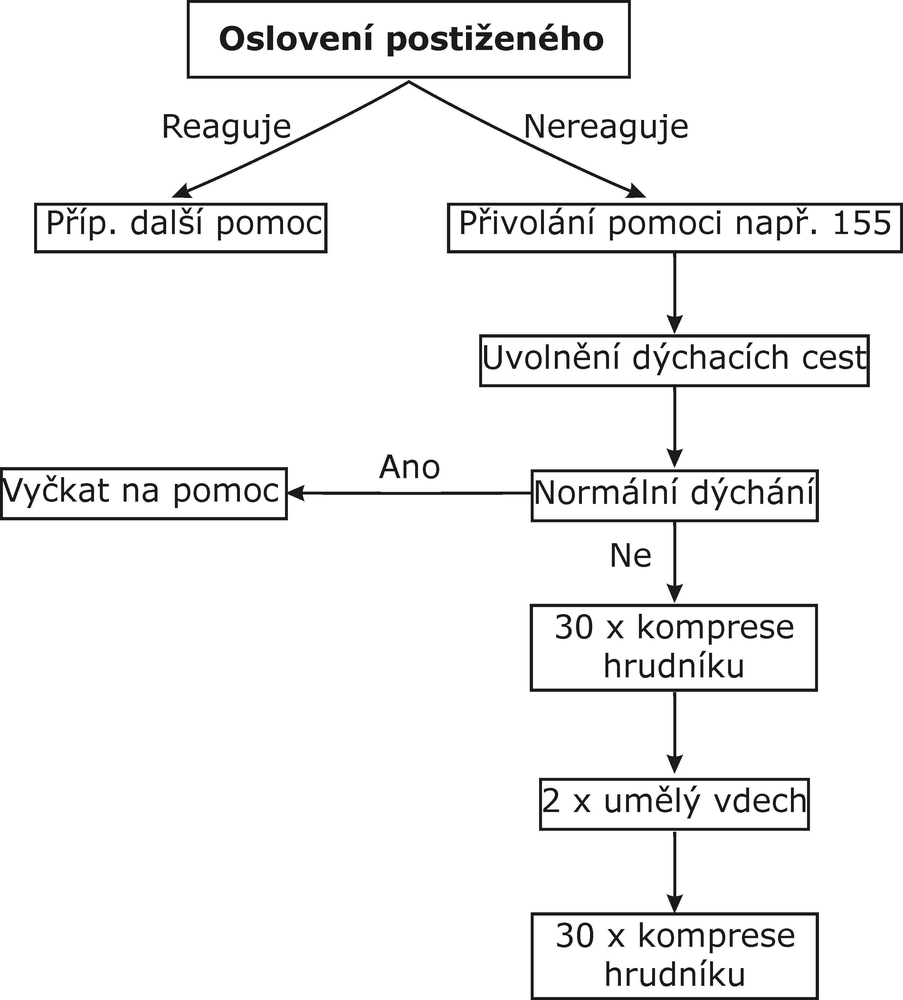 Oslovení postiženého
Reaguje
Nereaguje
Příp. další pomoc
Přivolání pomoci např. 155
Uvolnění dýchacích cest
Ano
Vyčkat na pomoc
Normální dýchání
Ne
30 x komprese
hrudníku
2 x umělý vdech
30 x komprese
hrudníku